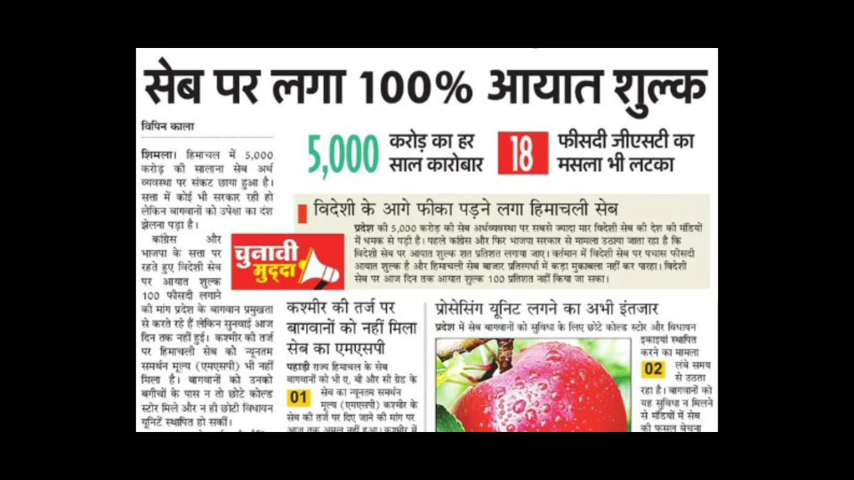 सेब पर लगा 100% आयात शुल्क
विपिन काला
शिमला। हिमाचल में 5,000
करोड़ की सालाना सेब अर्थ
व्यवस्था पर संकट छाया हुआ है।
सत्ता में कोई भी सरकार रही हो
लेकिन बागवानों को उपेक्षा का दंश
झेलना पड़ा है।
कांग्रेस और
भाजपा के सत्ता पर
रहते हुए विदेशी सेब
पर आयात शुल्क
100 फीसदी लगाने
की मांग प्रदेश के बागवान प्रमुखता
से करते रहे हैं लेकिन सुनवाई आज
दिन तक नहीं हुई। कश्मीर की तर्ज
पर हिमाचली सेब को न्यूनतम
समर्थन मूल्य (एमएसपी) भी नहीं
मिला है। बागवानों को उनको
बगीचों के पास न तो छोटे कोल्ड
स्टोर मिले और न ही छोटी विधायन
यूनिटें स्थापित हो सकीं।
5,000 करोड़ का हर
साल कारोबार
18 फीसदी जीएसटी का
मसला भी लटका
विदेशी के आगे फीका पड़ने लगा हिमाचली सेब
प्रदेश की 5,000 करोड़ की सेब अर्थव्यवस्था पर सबसे ज्यादा मार विदेशी सेब की देश की मंडियों
में धमक से पड़ी है। पहले कांग्रेस और फिर भाजपा सरकार से मामला उठाया जाता रहा है कि
विदेशी सेब पर आयात शुल्क शत प्रतिशत लगाया जाए। वर्तमान में विदेशी सेब पर पचास फीसदी
आयात शुल्क है और हिमाचली सेब बाजार प्रतिस्पर्धा में कड़ा मुकाबला नहीं कर पारहा। विदेशी
सेब पर आज दिन तक आयात शुल्क 100 प्रतिशत नहीं किया जा सका।
चुनावी
मुद्दा
कश्मीर की तर्ज पर
बागवानों को नहीं मिला
सेब का एमएसपी
पहाड़ी राज्य हिमाचल के सेब
बागवानों को भी ए, बी और सी ग्रेड के
01 सेब का न्यूनतम समर्थन
मूल्य (एमएसपी) कश्मीर के
सेब की तर्ज पर दिए जाने की मांग पर
आज तक अमल नहीं हुआ। कश्मीर में
प्रोसेसिंग यूनिट लगने का अभी इंतजार
प्रदेश में सेब बागवानों को सुविधा के लिए छोटे कोल्ड स्टोर और विधायन
इकाइयां स्थापित
करने का मामला
02 लंबे समय
से उठता
रहा है। बागवानों को
यह सुविधा न मिलने
से मंडियों में सेब
की फसल बेचना